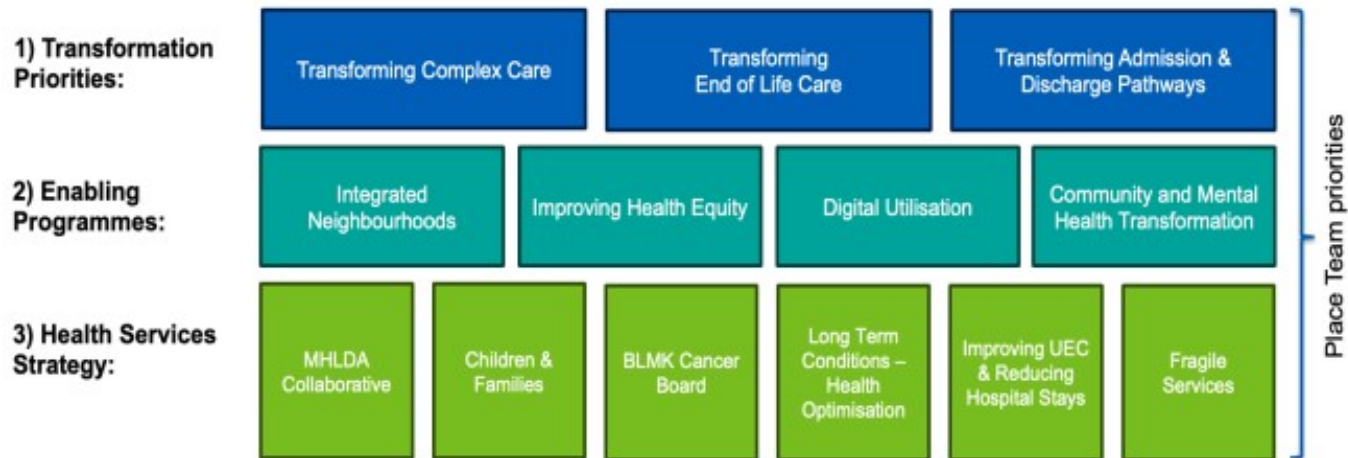 1) Transformation
Priorities:
Transforming Complex Care
Transforming
End of Life Care
Transforming Admission &
Discharge Pathways
2) Enabling
Programmes:
Integrated
Neighbourhoods
Improving Health Equity
Digital Utilisation
Community and Mental
Health Transformation
3) Health Services
Strategy:
MHLDA
Collaborative
Children &
Families
BLMK Cancer
Board
Long Term
Conditions –
Health
Optimisation
Improving UEC
& Reducing
Hospital Stays
Fragile
Services
Place Team priorities